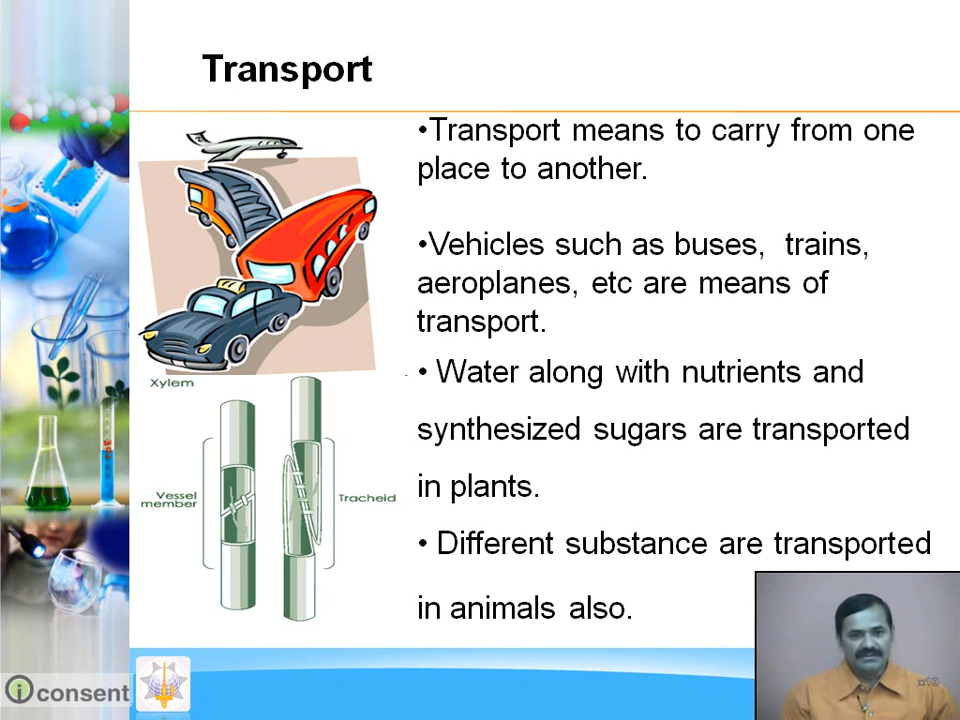 Transport
•Transport means to carry from one
place to another.
•Vehicles such as buses, trains,
aeroplanes, etc are means of
transport.
• Water along with nutrients and
synthesized sugars are transported
in plants.
• Different substance are transported
in animals also.
Xylem
Vessel
member
Tracheid
i consent